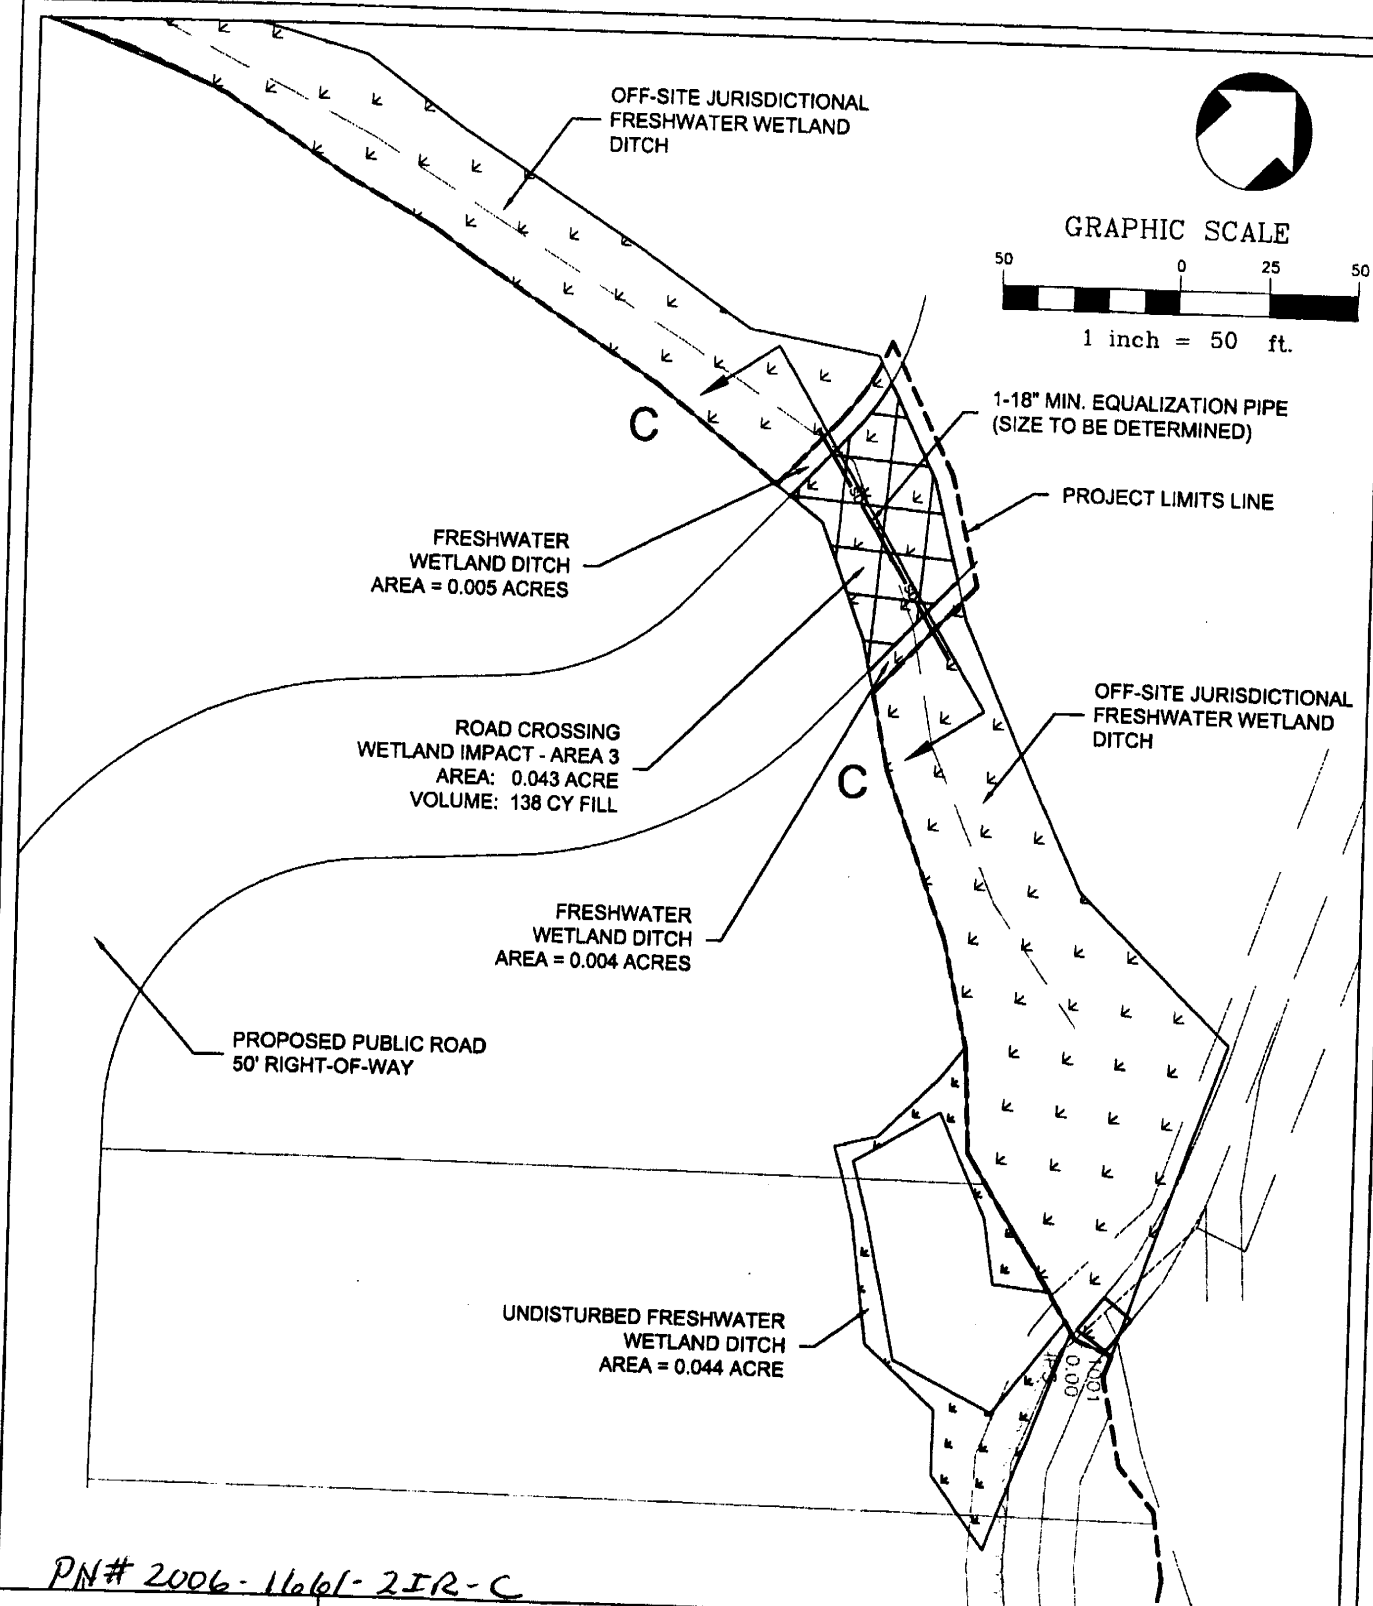 OFF-SITE JURISDICTIONAL
FRESHWATER WETLAND
DITCH
GRAPHIC SCALE
50 0 25 50
1 inch = 50 ft.
1-18" MIN. EQUALIZATION PIPE
(SIZE TO BE DETERMINED)
C
PROJECT LIMITS LINE
FRESHWATER
WETLAND DITCH
AREA = 0.005 ACRES
OFF-SITE JURISDICTIONAL
FRESHWATER WETLAND
DITCH
ROAD CROSSING
WETLAND IMPACT - AREA 3
AREA: 0.043 ACRE
VOLUME: 138 CY FILL
C
FRESHWATER
WETLAND DITCH
AREA = 0.004 ACRES
PROPOSED PUBLIC ROAD
50' RIGHT-OF-WAY
UNDISTURBED FRESHWATER
WETLAND DITCH
AREA = 0.044 ACRE
1001
0.00
PN# 2006-1661-2IR-C